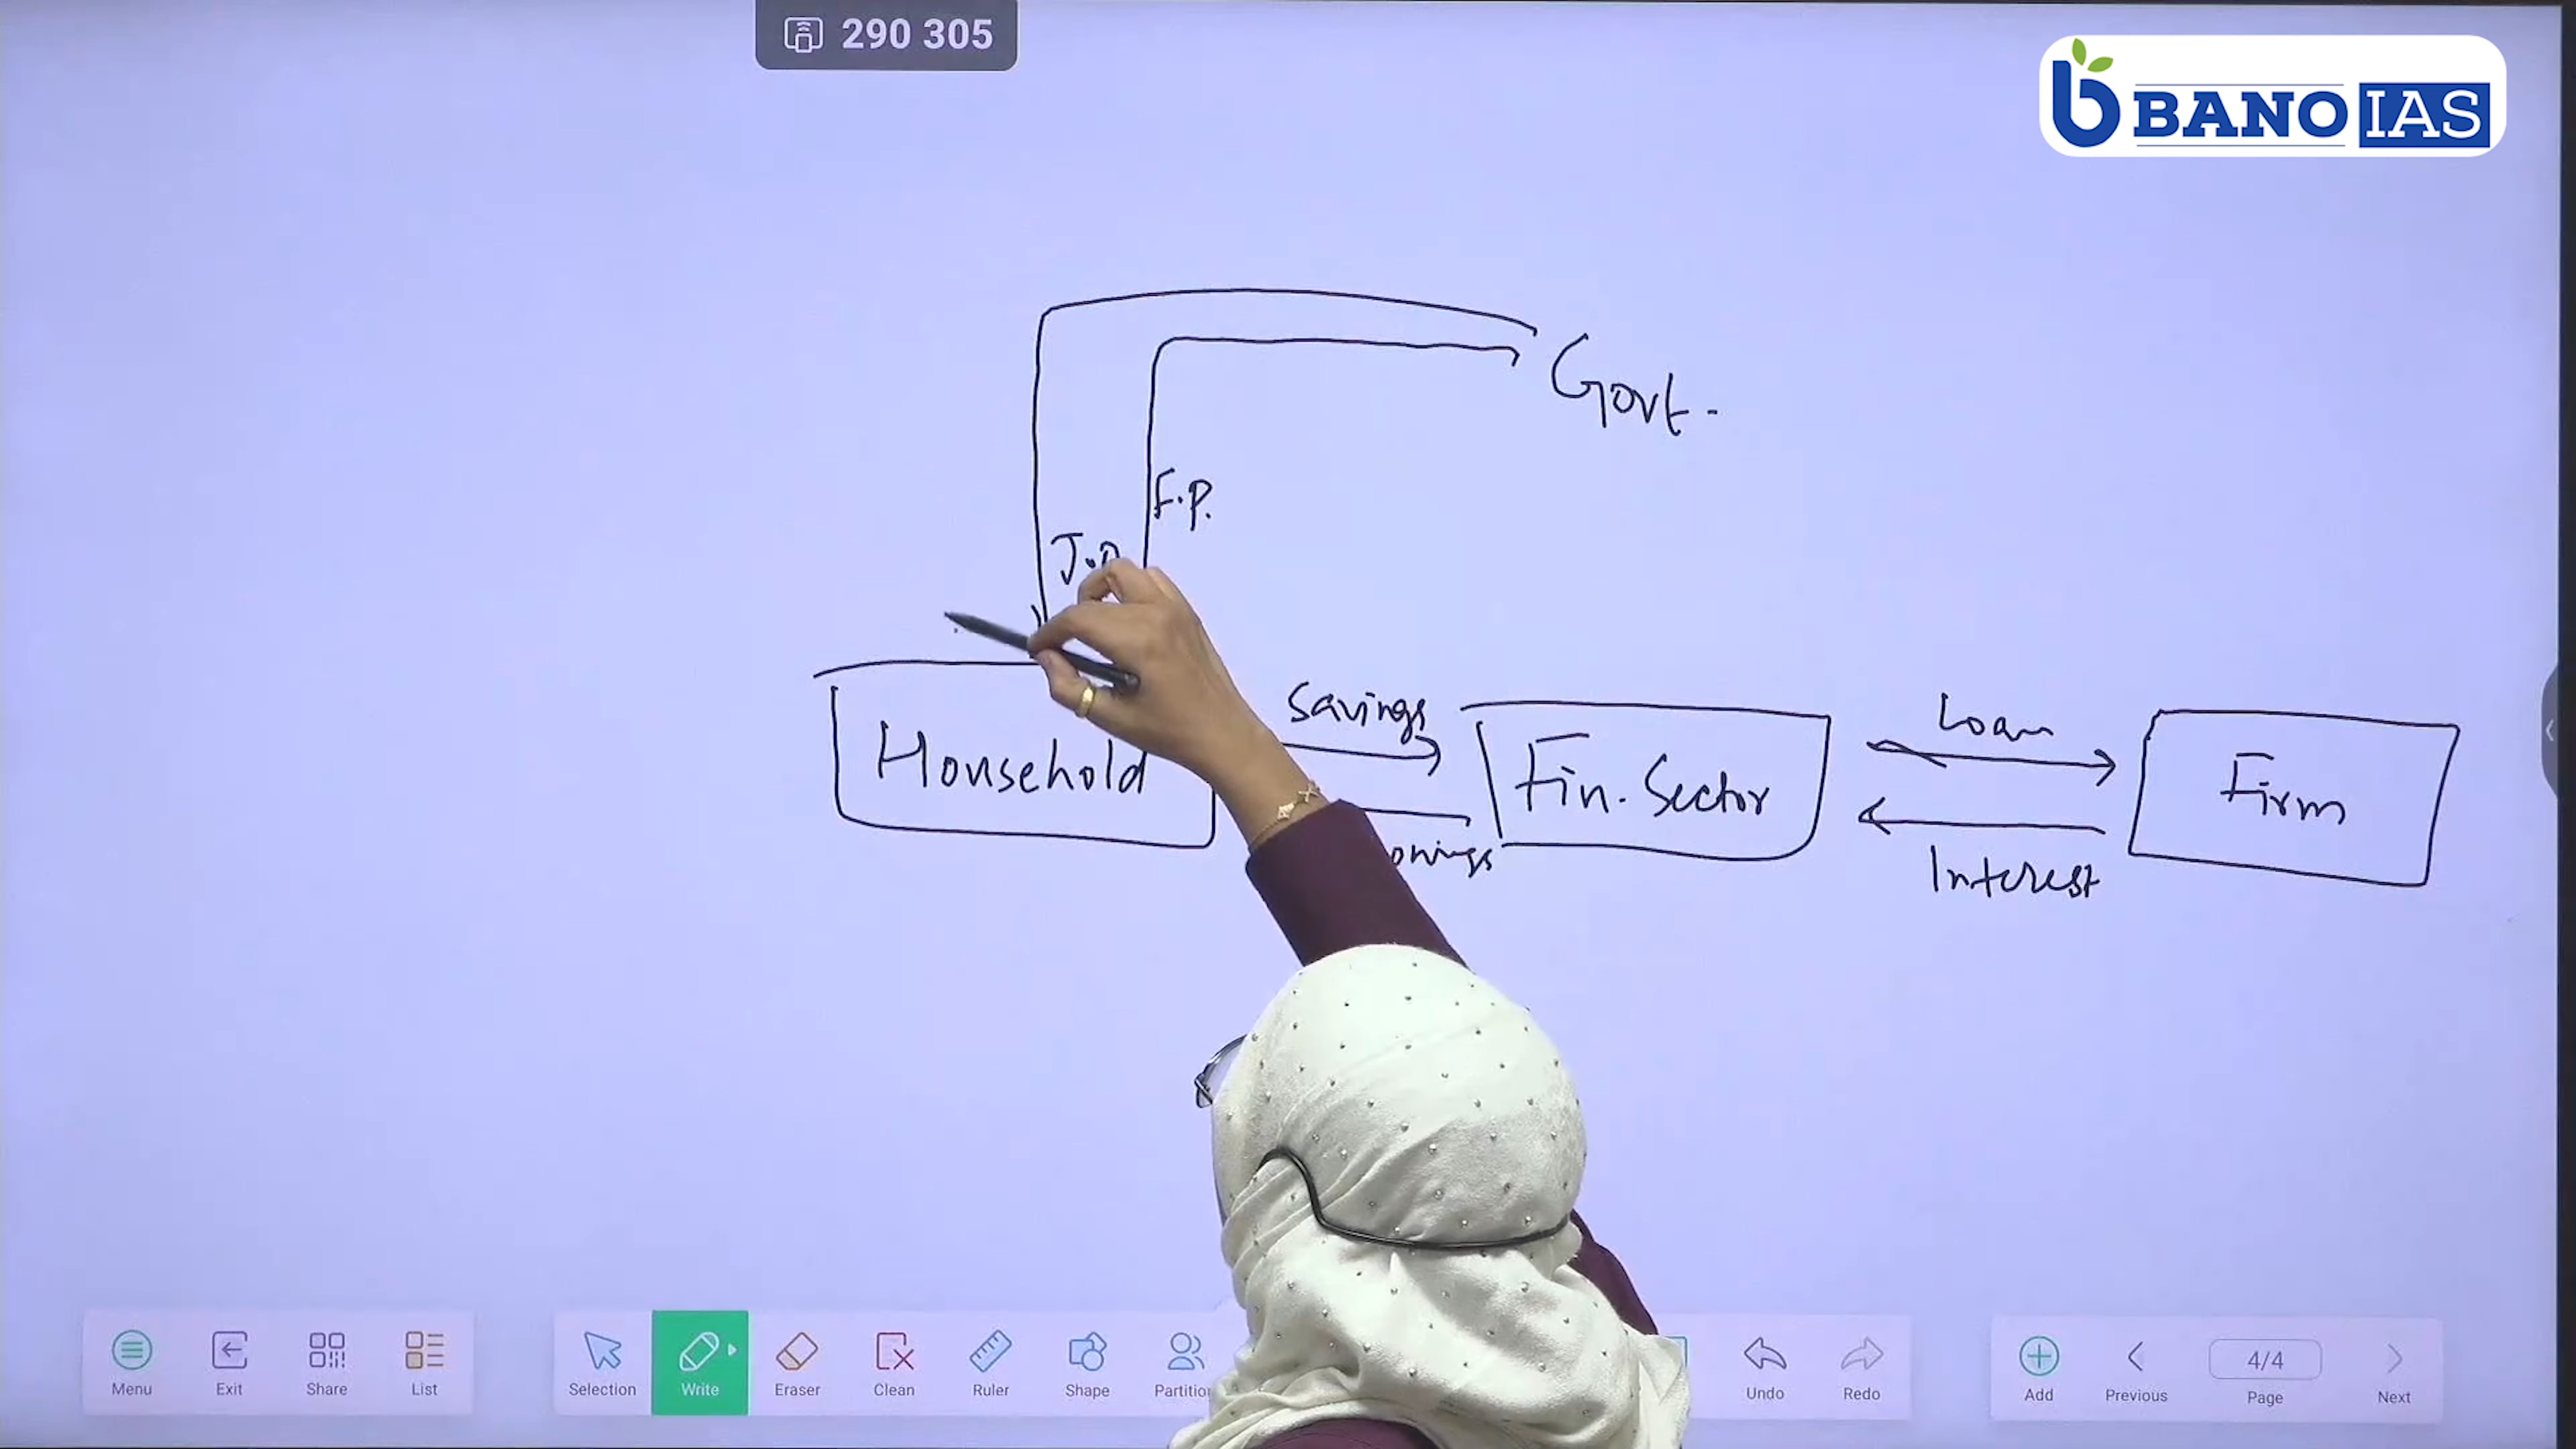 290 305
BANO IAS
Govt.
F.P.
Savings
Loan
Household
Fin. Sector
Firm
Interest
Menu
Exit
Share
List
Selection
Write
Eraser
Clean
Ruler
Shape
Undo
Redo
Add
Previous
4/4
Page
Next